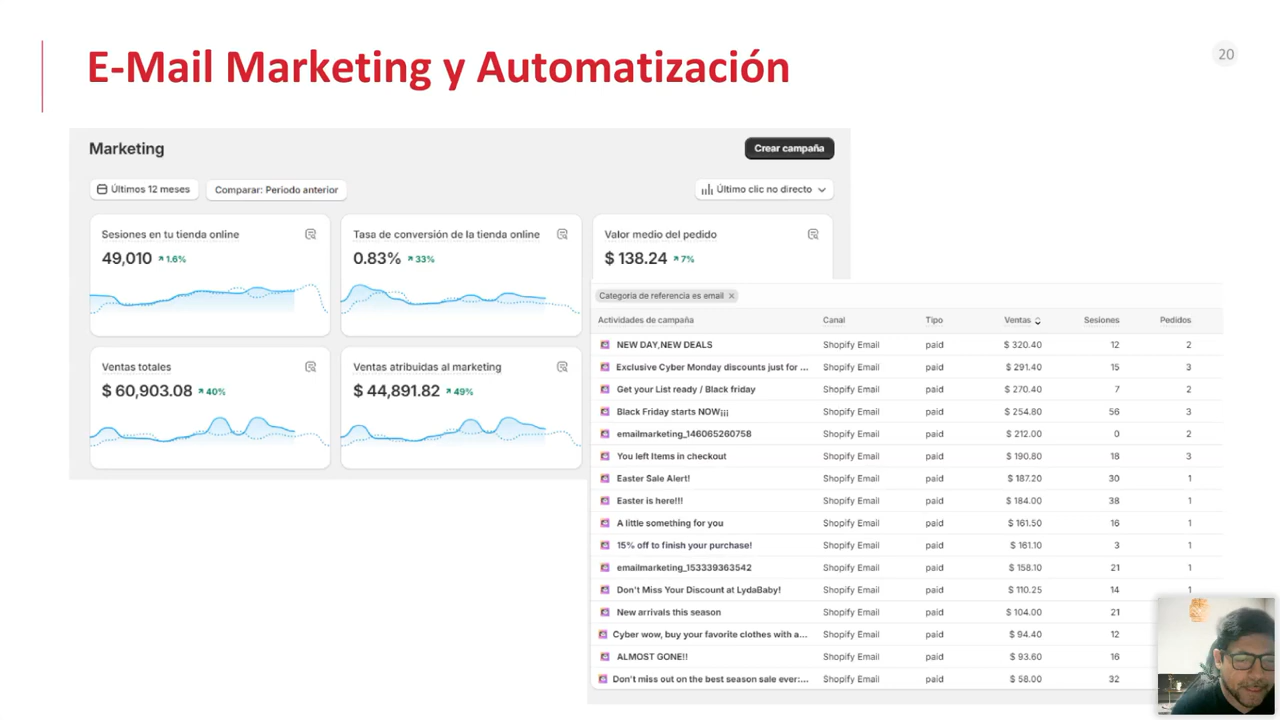 E-Mail Marketing y Automatización
20
Marketing
Crear campaña
Últimos 12 meses
Comparar: Periodo anterior
Último clic no directo
Sesiones en tu tienda online
49,010 1.6%
Tasa de conversión de la tienda online
0.83% 33%
Valor medio del pedido
$ 138.24 7%
Ventas totales
$ 60,903.08 40%
Ventas atribuidas al marketing
$ 44,891.82 49%
Categoria de referencia es email
Actividades de campaña Canal Tipo Ventas Sesiones Pedidos
NEW DAY,NEW DEALS Shopify Email paid $ 320.40 12 2
Exclusive Cyber Monday discounts just for ... Shopify Email paid $ 291.40 15 3
Get your List ready / Black friday Shopify Email paid $ 270.40 7 2
Black Friday starts NOW¡¡¡ Shopify Email paid $ 254.80 56 3
emailmarketing_146065260758 Shopify Email paid $ 212.00 0 2
You left Items in checkout Shopify Email paid $ 190.80 18 3
Easter Sale Alert! Shopify Email paid $ 187.20 30 1
Easter is here!!! Shopify Email paid $ 184.00 38 1
A little something for you Shopify Email paid $ 161.50 16 1
15% off to finish your purchase! Shopify Email paid $ 161.10 3 1
emailmarketing_153339363542 Shopify Email paid $ 158.10 21 1
Don't Miss Your Discount at LydaBaby! Shopify Email paid $ 110.25 14 1
New arrivals this season Shopify Email paid $ 104.00 21
Cyber wow, buy your favorite clothes with a... Shopify Email paid $ 94.40 12
ALMOST GONE!! Shopify Email paid $ 93.60 16
Don't miss out on the best season sale ever:... Shopify Email paid $ 58.00 32